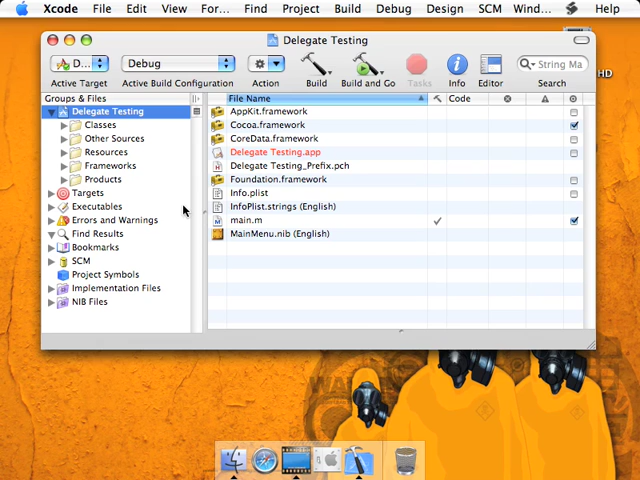 Xcode File Edit View For... Find Project Build Debug Design SCM Wind... Help
Delegate Testing
D... Debug String Ma
Active Target Active Build Configuration Action Build Build and Go Tasks Info Editor Search
HD
Groups & Files File Name Code
Delegate Testing
Classes
Other Sources
Resources
Frameworks
Products
Targets
Executables
Errors and Warnings
Find Results
Bookmarks
SCM
Project Symbols
Implementation Files
NIB Files
AppKit.framework
Cocoa.framework
CoreData.framework
Delegate Testing.app
Delegate Testing_Prefix.pch
Foundation.framework
Info.plist
InfoPlist.strings (English)
main.m
MainMenu.nib (English)